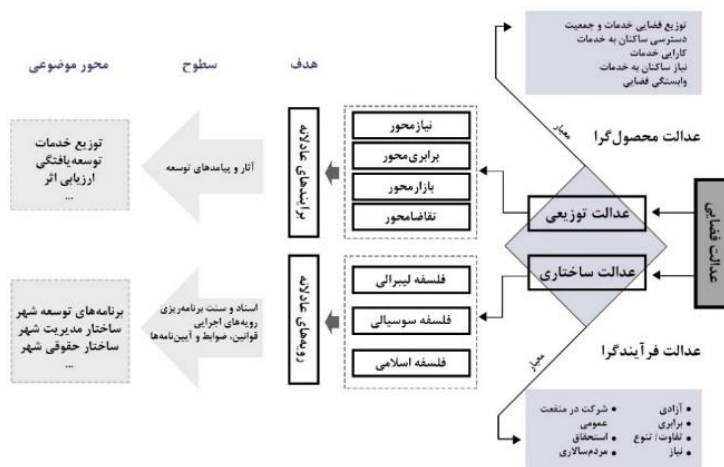 هدف
سطوح
محور موضوعی
توزیع فضایی خدمات و جمعیت
دسترسی ساکنان به خدمات
کارایی خدمات
نیاز ساکنان به خدمات
وابستگی فضایی
معیار
عدالت محصول‌گرا
عدالت فضایی
عدالت توزیعی
عدالت ساختاری
نیازمحور
برابری‌محور
بازارمحور
تقاضامحور
برایندهای عادلانه
آثار و پیامدهای توسعه
توزیع خدمات
توسعه‌یافتگی
ارزیابی اثر
...
فلسفه لیبرالی
فلسفه سوسیالی
فلسفه اسلامی
رویه‌های عادلانه
اسناد و سنت برنامه‌ریزی
رویه‌های اجرایی
قوانین، ضوابط و آیین‌نامه‌ها
برنامه‌های توسعه شهر
ساختار مدیریت شهر
ساختار حقوقی شهر
...
عدالت فرآیندگرا
معیار
• آزادی
• برابری
• تفاوت/ تنوع
• نیاز
• شرکت در منفعت
عمومی
• استحقاق
• مردم‌سالاری